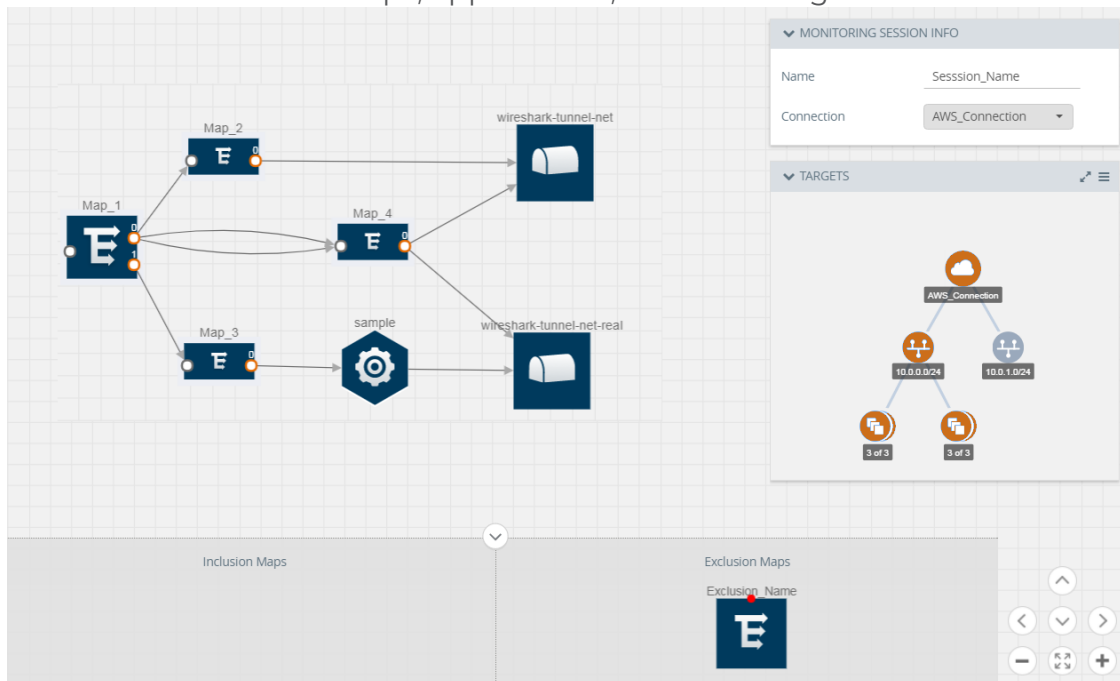 MONITORING SESSION INFO
Name Sesssion_Name
Connection AWS_Connection
TARGETS
AWS_Connection
10.0.0.0/24 10.0.1.0/24
3 of 3 3 of 3
wireshark-tunnel-net
Map_2
0
Map_1
0
1
Map_4
0
Map_3
0
sample
wireshark-tunnel-net-real
Inclusion Maps
Exclusion Maps
Exclusion_Name